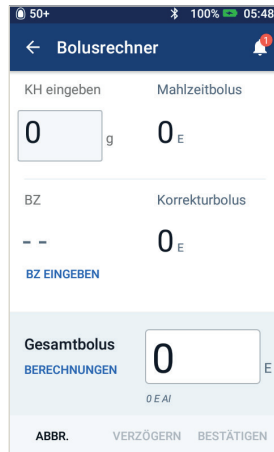 50+ 100% 05:48
← Bolusrechner 1
KH eingeben Mahlzeitbolus
0 g 0 E
BZ Korrekturbolus
-- 0 E
BZ EINGEBEN
Gesamtbolus
BERECHNUNGEN 0 E
0 E AI
ABBR. VERZÖGERN BESTÄTIGEN